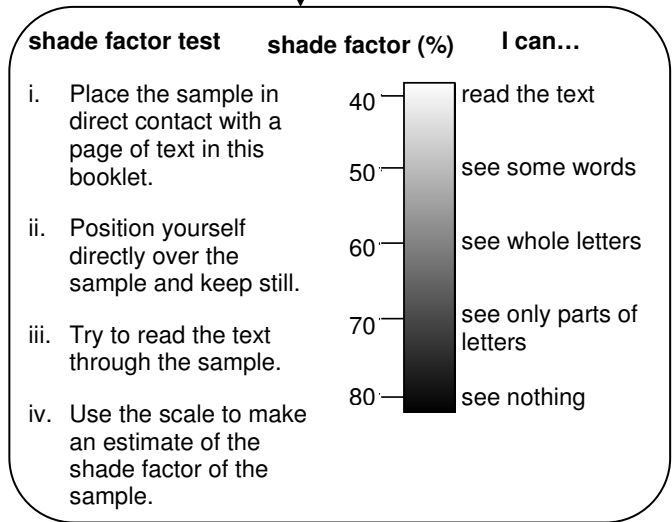 shade factor test
i. Place the sample in
direct contact with a
page of text in this
booklet.
ii. Position yourself
directly over the
sample and keep still.
iii. Try to read the text
through the sample.
iv. Use the scale to make
an estimate of the
shade factor of the
sample.
shade factor (%) I can…
40 read the text
50 see some words
60 see whole letters
70 see only parts of
letters
80 see nothing